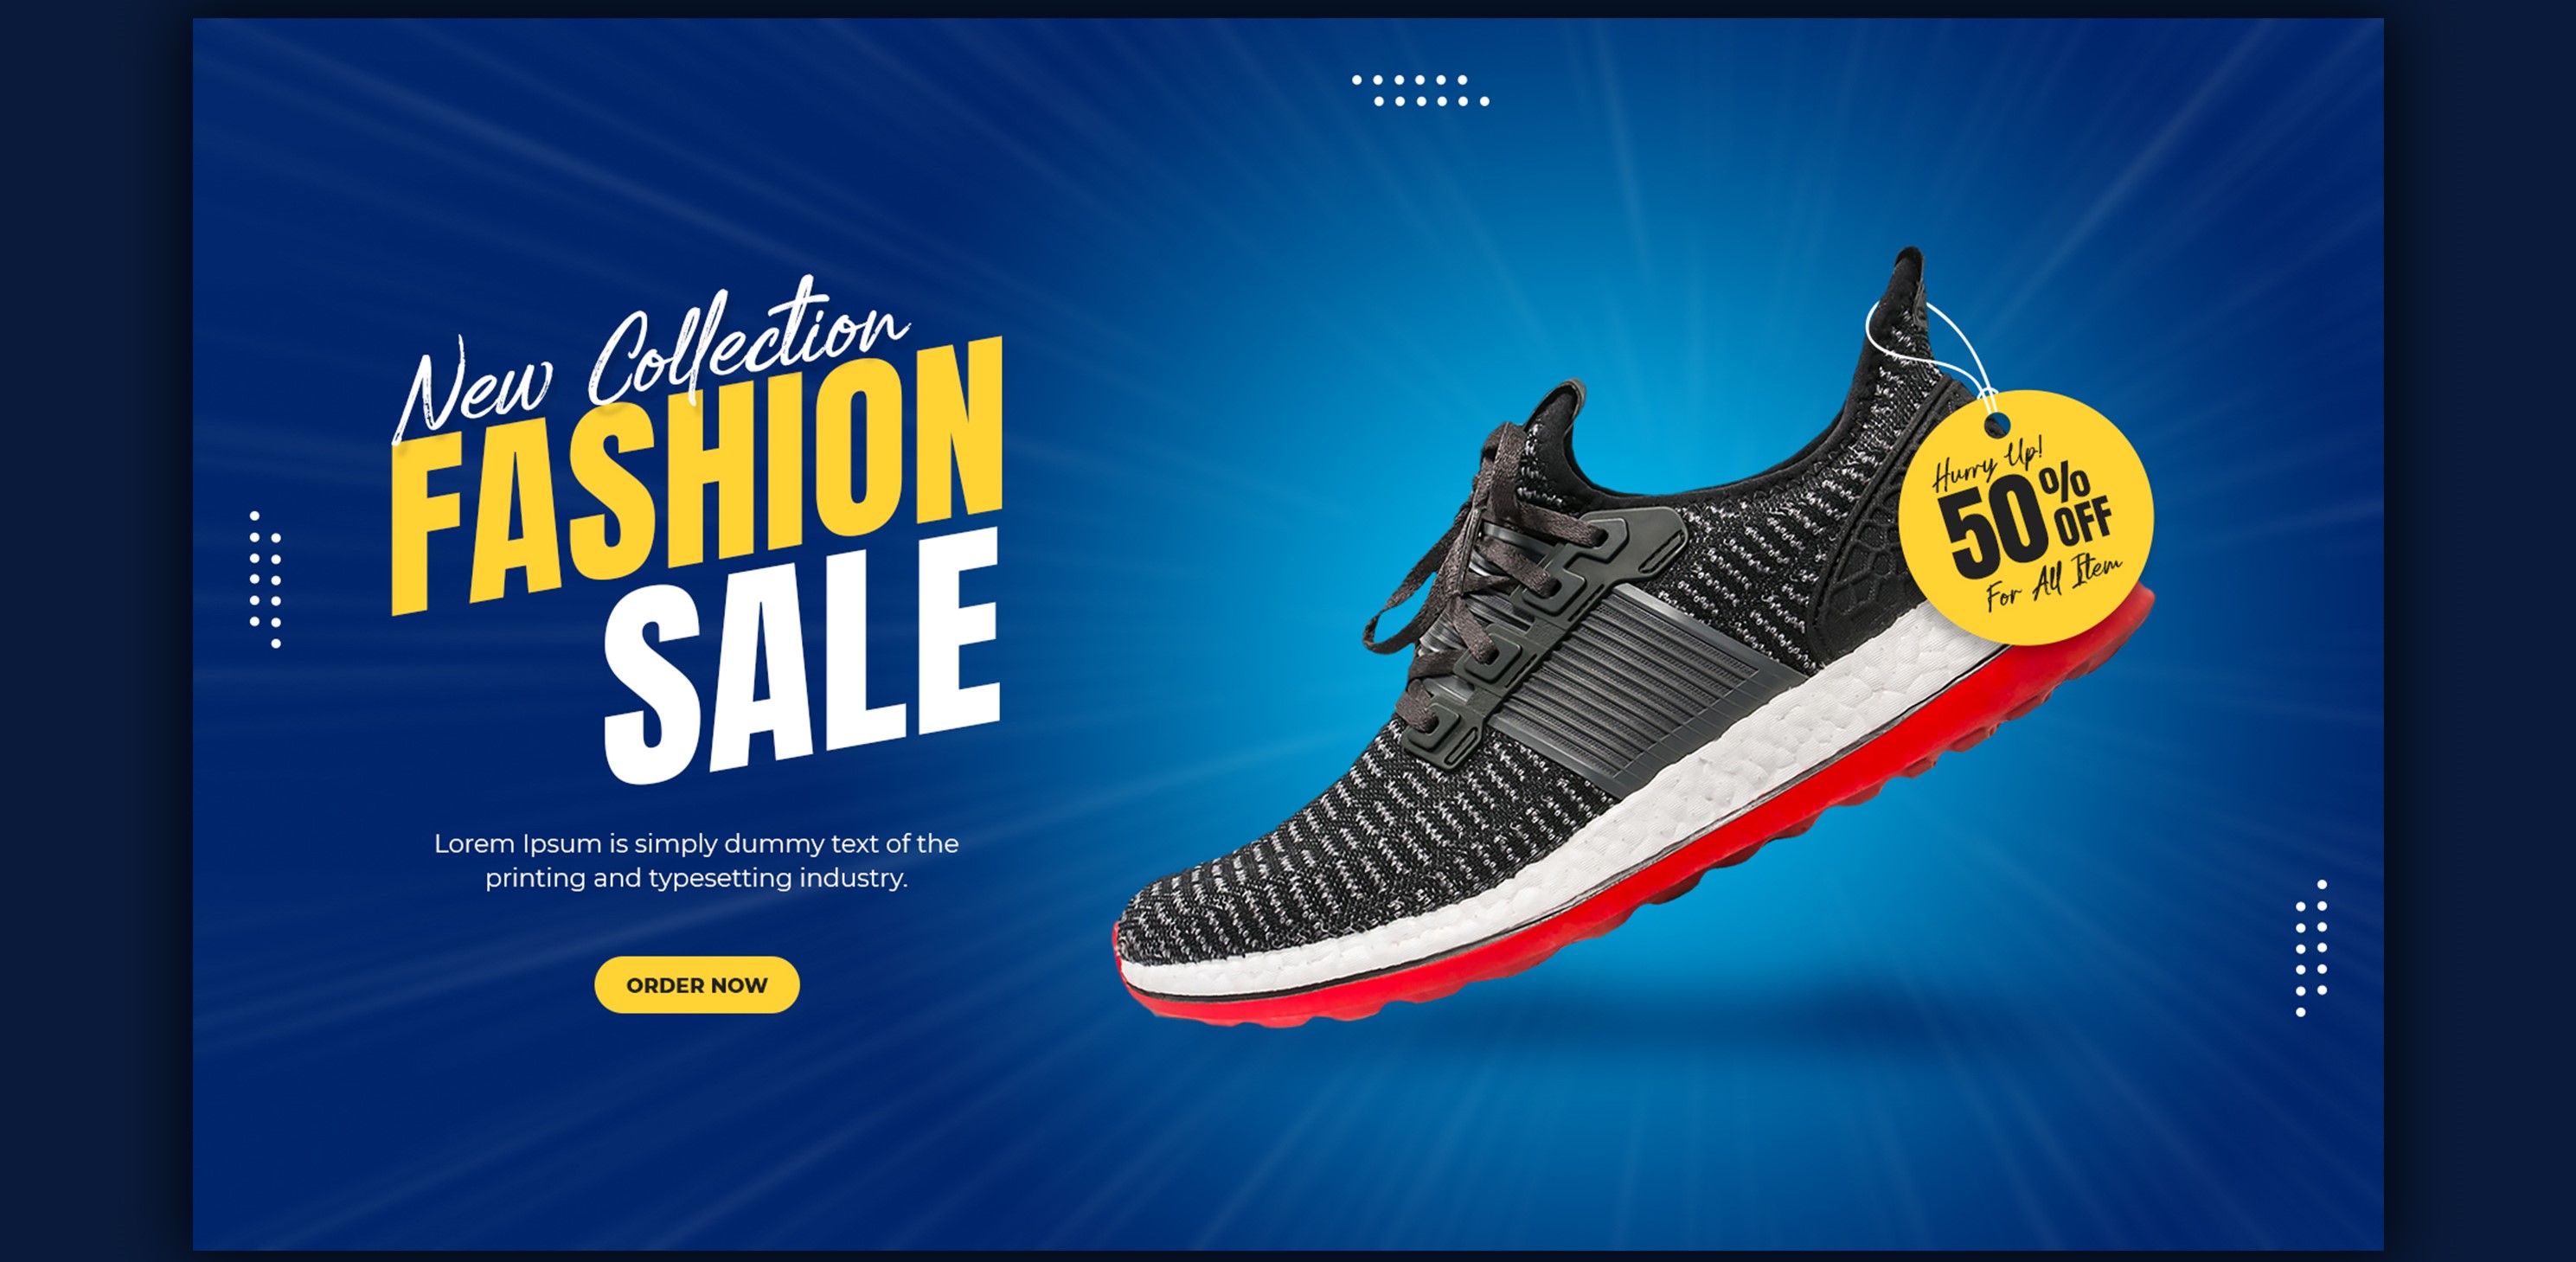 New Collection
FASHION
SALE
Lorem Ipsum is simply dummy text of the
printing and typesetting industry.
ORDER NOW
Hurry Up!
50% OFF
For All Item